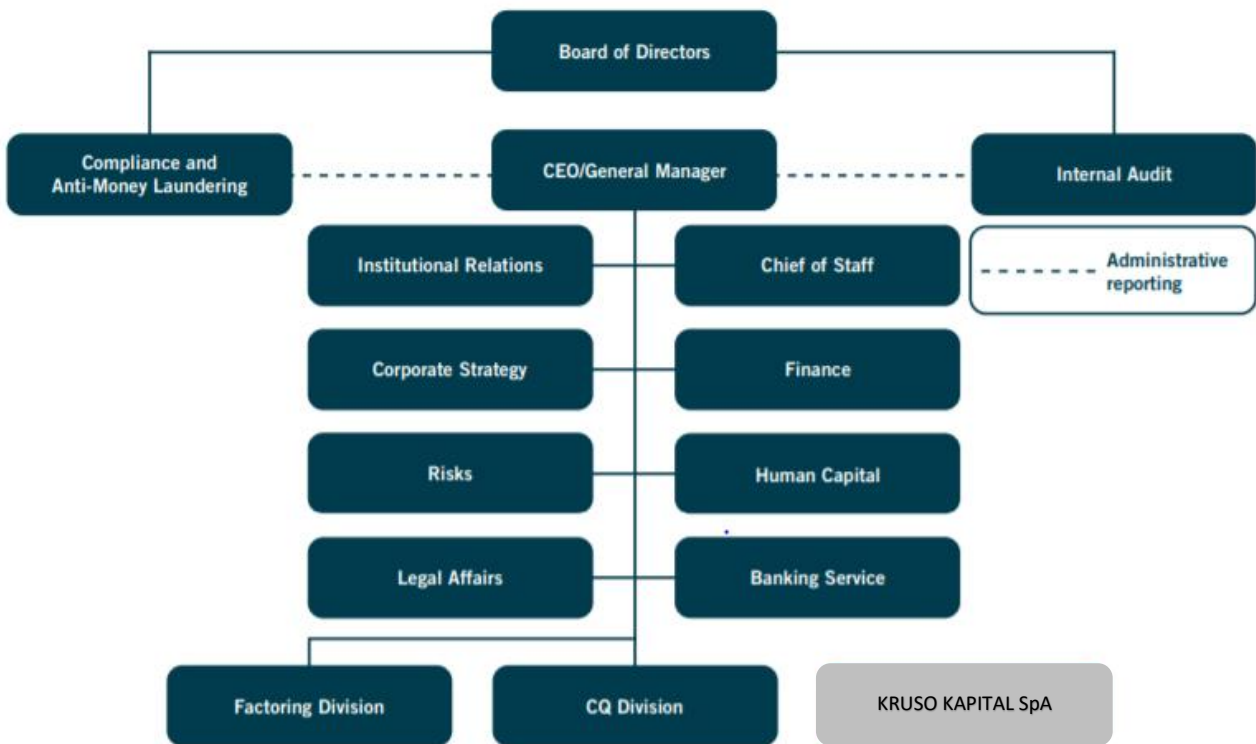 Board of Directors
Compliance and
Anti-Money Laundering
CEO/General Manager
Internal Audit
Institutional Relations
Chief of Staff
Administrative
reporting
Corporate Strategy
Finance
Risks
Human Capital
Legal Affairs
Banking Service
Factoring Division
CQ Division
KRUSO KAPITAL SpA